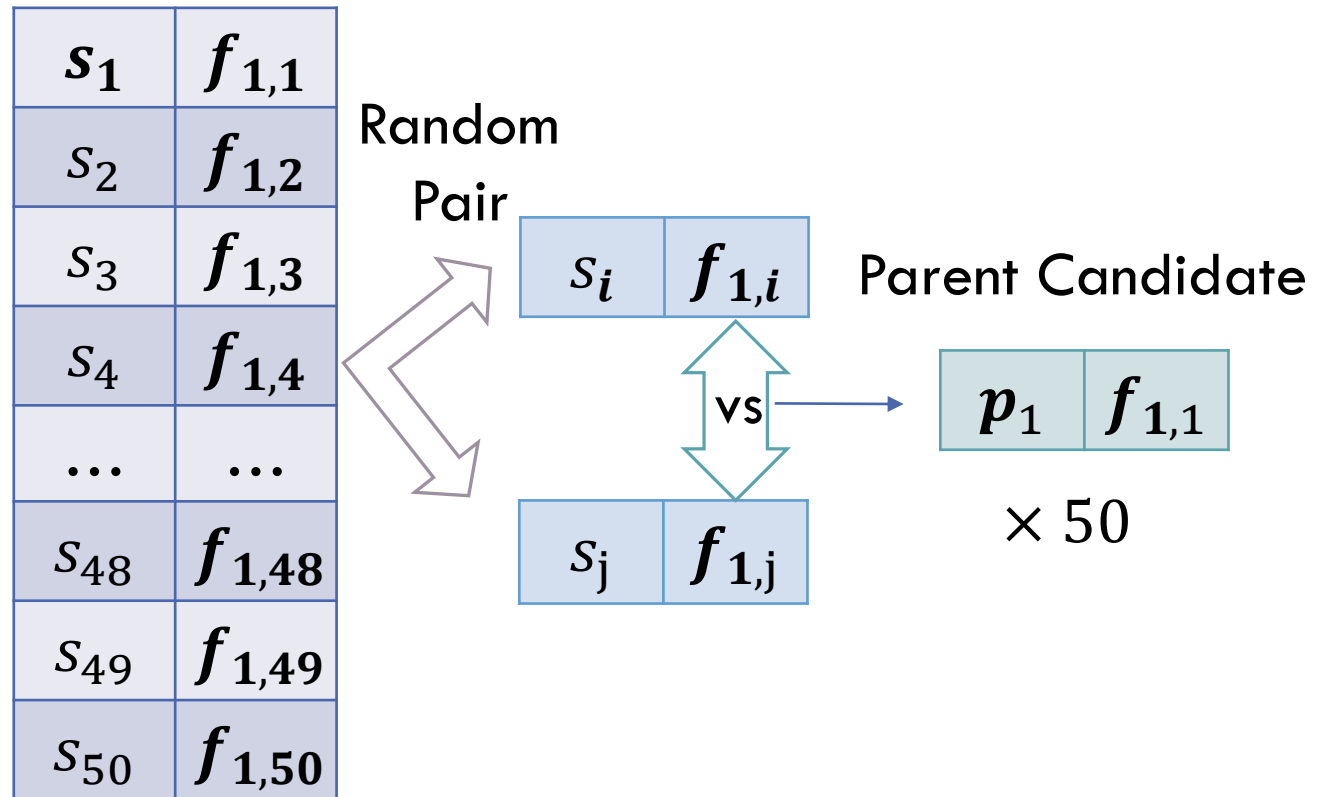 s₁ f₁,₁
s₂ f₁,₂
s₃ f₁,₃
s₄ f₁,₄
… …
s₄₈ f₁,₄₈
s₄₉ f₁,₄₉
s₅₀ f₁,₅₀
Random
Pair
sᵢ f₁,ᵢ
vs
sⱼ f₁,ⱼ
Parent Candidate
p₁ f₁,₁
× 50